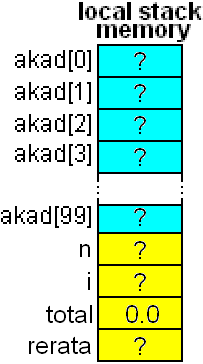 local stack
memory
akad[0] ?
akad[1] ?
akad[2] ?
akad[3] ?
akad[99] ?
n ?
i ?
total 0.0
rerata ?